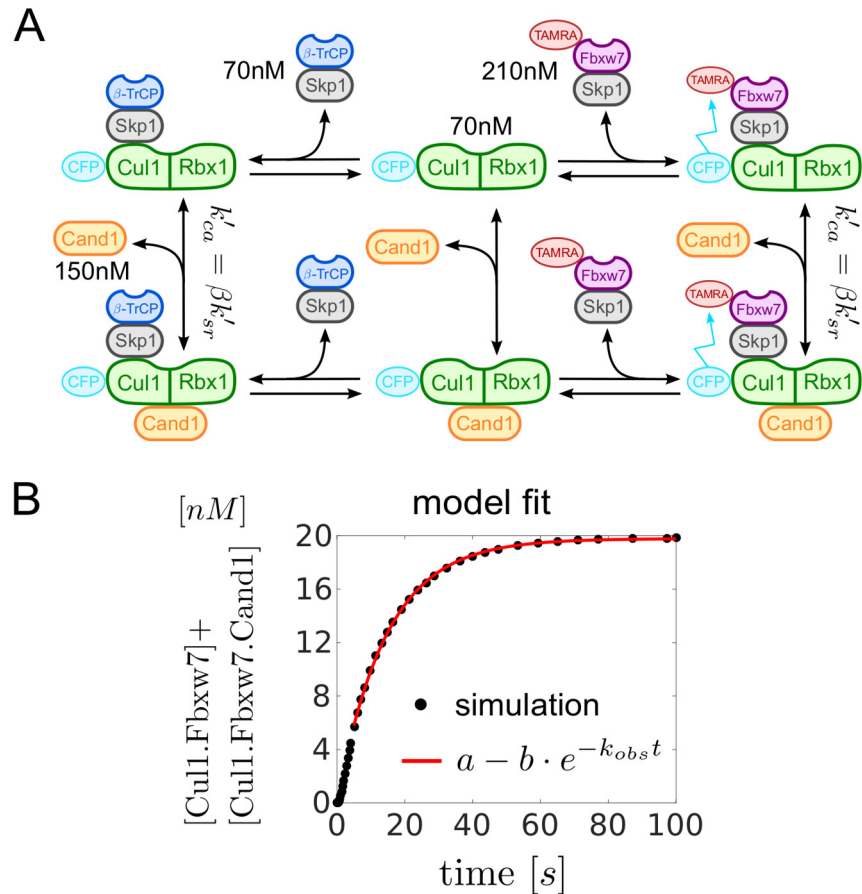 A
β-TrCP
Skp1
70nM
β-TrCP
Skp1
TAMRA
210nM
Fbxw7
Skp1
TAMRA
Fbxw7
Skp1
70nM
CFP
Cul1
Rbx1
CFP
Cul1
Rbx1
CFP
Cul1
Rbx1
Cand1
150nM
k'ca = βk'sr
Cand1
Cand1
k'ca = βk'sr
β-TrCP
Skp1
β-TrCP
Skp1
TAMRA
Fbxw7
Skp1
TAMRA
Fbxw7
Skp1
CFP
Cul1
Rbx1
Cand1
CFP
Cul1
Rbx1
Cand1
CFP
Cul1
Rbx1
Cand1
B
[nM]
model fit
[Cul1.Fbxw7]+
[Cul1.Fbxw7.Cand1]
20
16
12
8
4
0
simulation
a − b · e^{−k_{obs}t}
0 20 40 60 80 100
time [s]